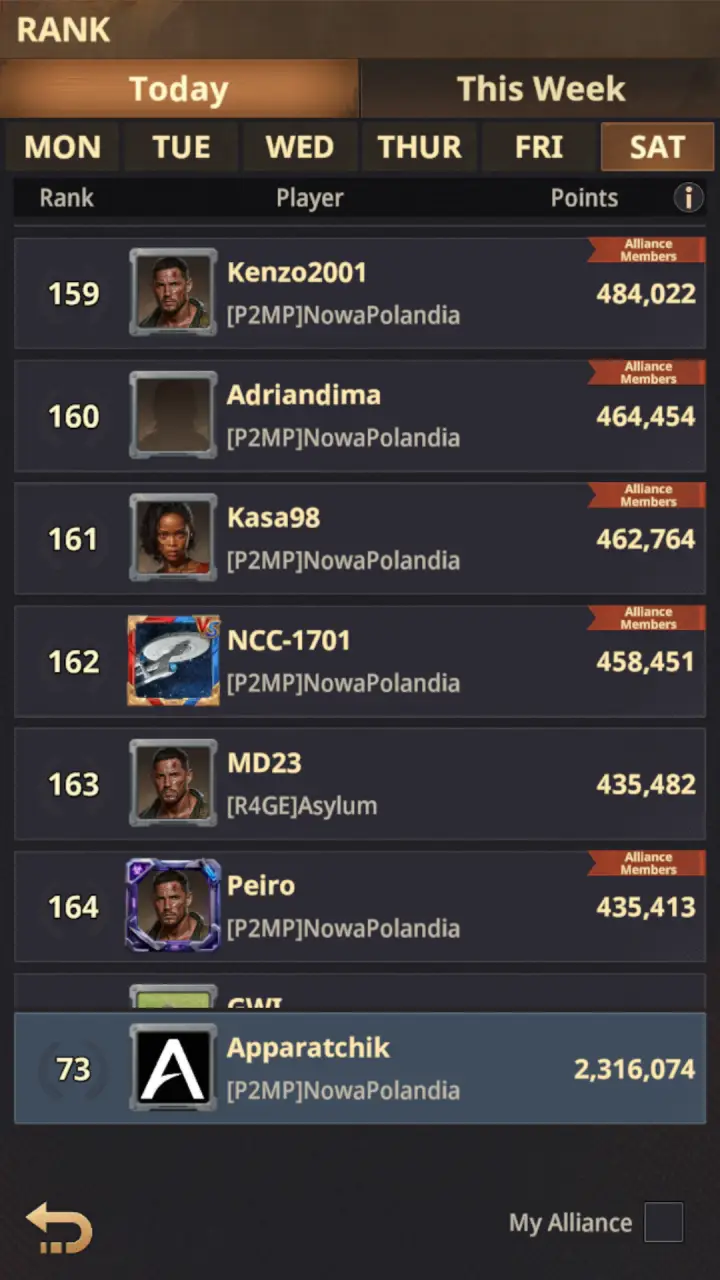 RANK
Today
This Week
MON
TUE
WED
THUR
FRI
SAT
Rank
Player
Points
i
159
Kenzo2001
[P2MP]NowaPolandia
Alliance
Members
484,022
160
Adriandima
[P2MP]NowaPolandia
Alliance
Members
464,454
161
Kasa98
[P2MP]NowaPolandia
Alliance
Members
462,764
162
VS
NCC-1701
[P2MP]NowaPolandia
Alliance
Members
458,451
163
MD23
[R4GE]Asylum
435,482
164
Peiro
[P2MP]NowaPolandia
Alliance
Members
435,413
73
A
Apparatchik
[P2MP]NowaPolandia
2,316,074
My Alliance